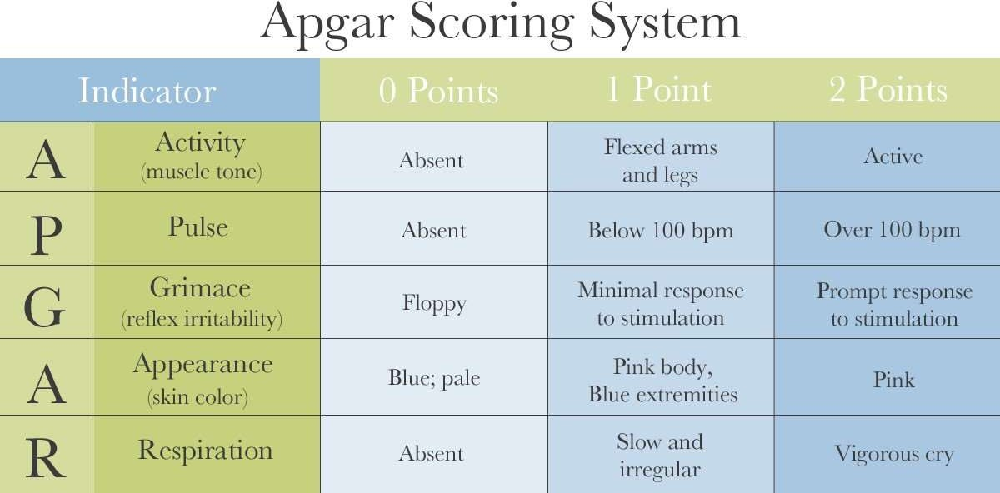 Apgar Scoring System
Indicator
0 Points
1 Point
2 Points
A
Activity
(muscle tone)
Absent
Flexed arms
and legs
Active
P
Pulse
Absent
Below 100 bpm
Over 100 bpm
G
Grimace
(reflex irritability)
Floppy
Minimal response
to stimulation
Prompt response
to stimulation
A
Appearance
(skin color)
Blue; pale
Pink body,
Blue extremities
Pink
R
Respiration
Absent
Slow and
irregular
Vigorous cry